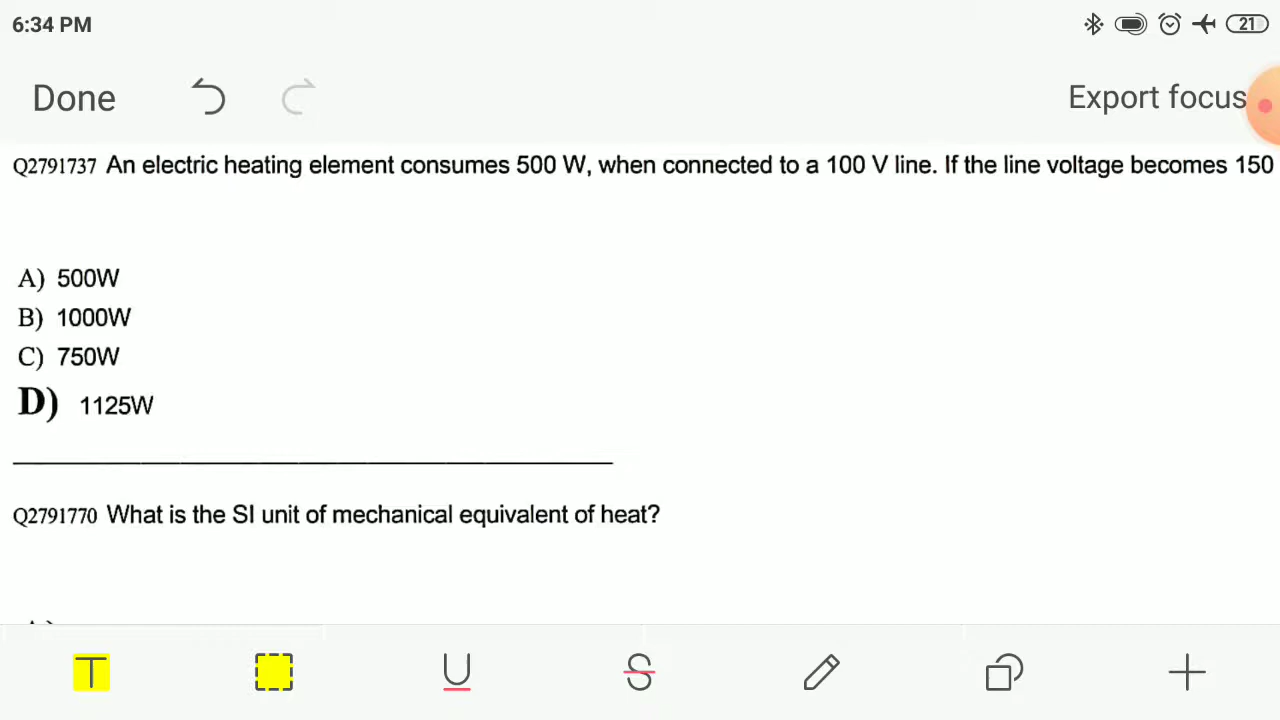 6:34 PM
21
Done
Export focus
Q2791737 An electric heating element consumes 500 W, when connected to a 100 V line. If the line voltage becomes 150
A) 500W
B) 1000W
C) 750W
D) 1125W
Q2791770 What is the SI unit of mechanical equivalent of heat?
T
U
S